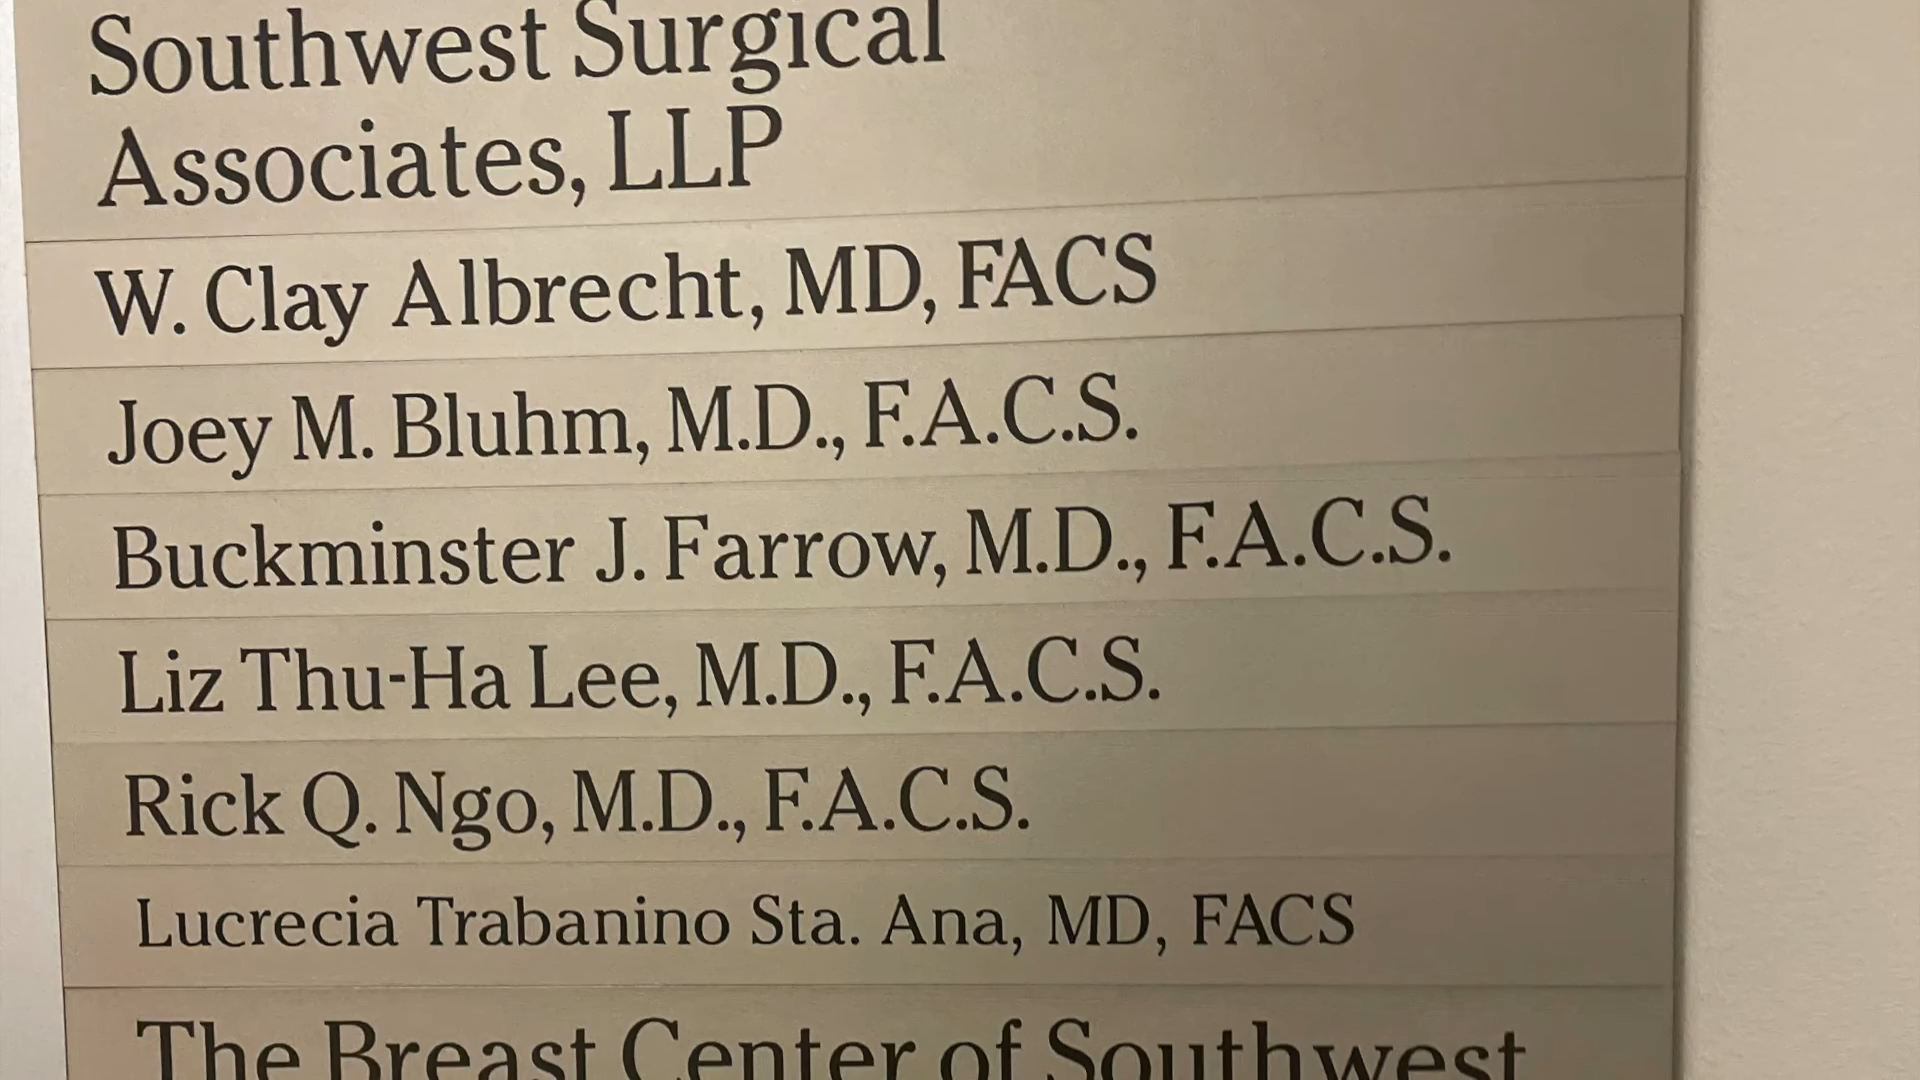 Southwest Surgical
Associates, LLP
W. Clay Albrecht, MD, FACS
Joey M. Bluhm, M.D., F.A.C.S.
Buckminster J. Farrow, M.D., F.A.C.S.
Liz Thu-Ha Lee, M.D., F.A.C.S.
Rick Q. Ngo, M.D., F.A.C.S.
Lucrecia Trabanino Sta. Ana, MD, FACS
The Breast Center of Southwest